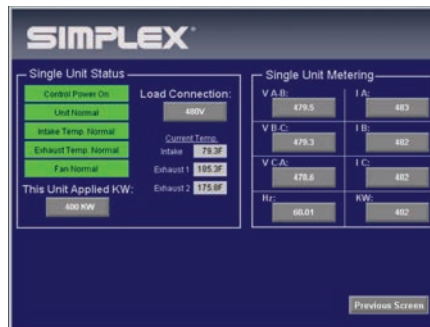 SIMPLEX
Single Unit Status
Control Power On
Unit Normal
Intake Temp. Normal
Exhaust Temp. Normal
Fan Normal
This Unit Applied KW:
400 KW
Load Connection:
480V
Current Temp.
Intake 79.3F
Exhaust 1 185.3F
Exhaust 2 175.8F
Single Unit Metering
V A-B: I A:
479.5 483
V B-C: I B:
479.3 482
V C-A: I C:
478.6 482
Hz: KW:
60.01 402
Previous Screen